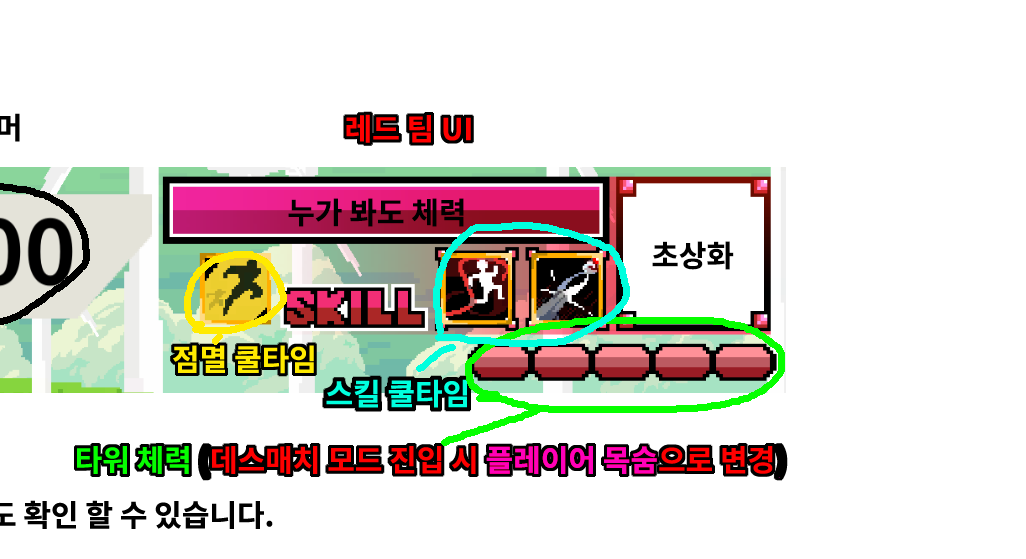 머
레드 팀 UI
00
누가 봐도 체력
초상화
SKILL
점멸 쿨타임
스킬 쿨타임
타워 체력 (데스매치 모드 진입 시 플레이어 목숨으로 변경)
도 확인 할 수 있습니다.